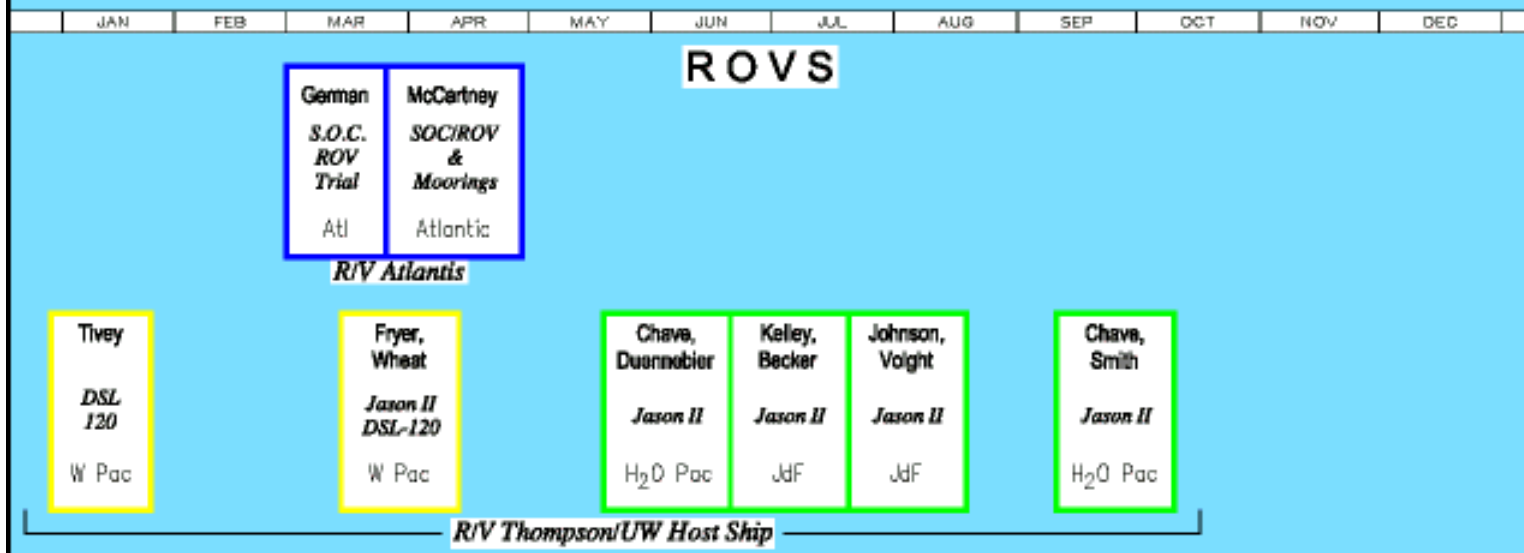 JAN FEB MAR APR MAY JUN JUL AUG SEP OCT NOV DEC
ROVS
German
S.O.C.
ROV
Trial
Atl
McCartney
SOC/ROV
&
Moorings
Atlantic
R/V Atlantis
Tivey
DSL
120
W Pac
Fryer,
Wheat
Jason II
DSL-120
W Pac
Chave,
Duennebier
Jason II
H₂O Pac
Kelley,
Becker
Jason II
JdF
Johnson,
Voight
Jason II
JdF
Chave,
Smith
Jason II
H₂O Pac
R/V Thompson/UW Host Ship